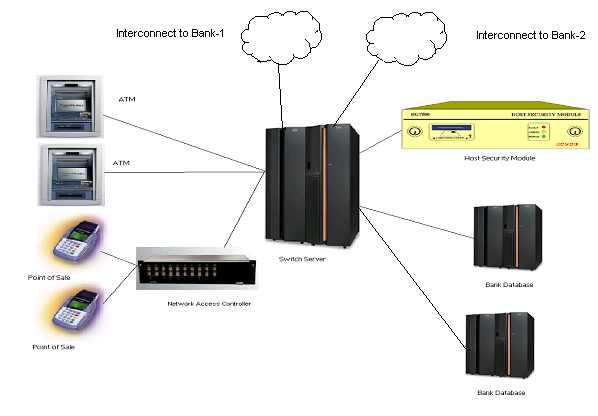 Interconnect to Bank-1
Interconnect to Bank-2
ATM
HOST SECURITY MODULE
Host Security Module
ATM
Point of Sale
Switch Server
Network Access Controller
Bank Database
Point of Sale
Bank Database